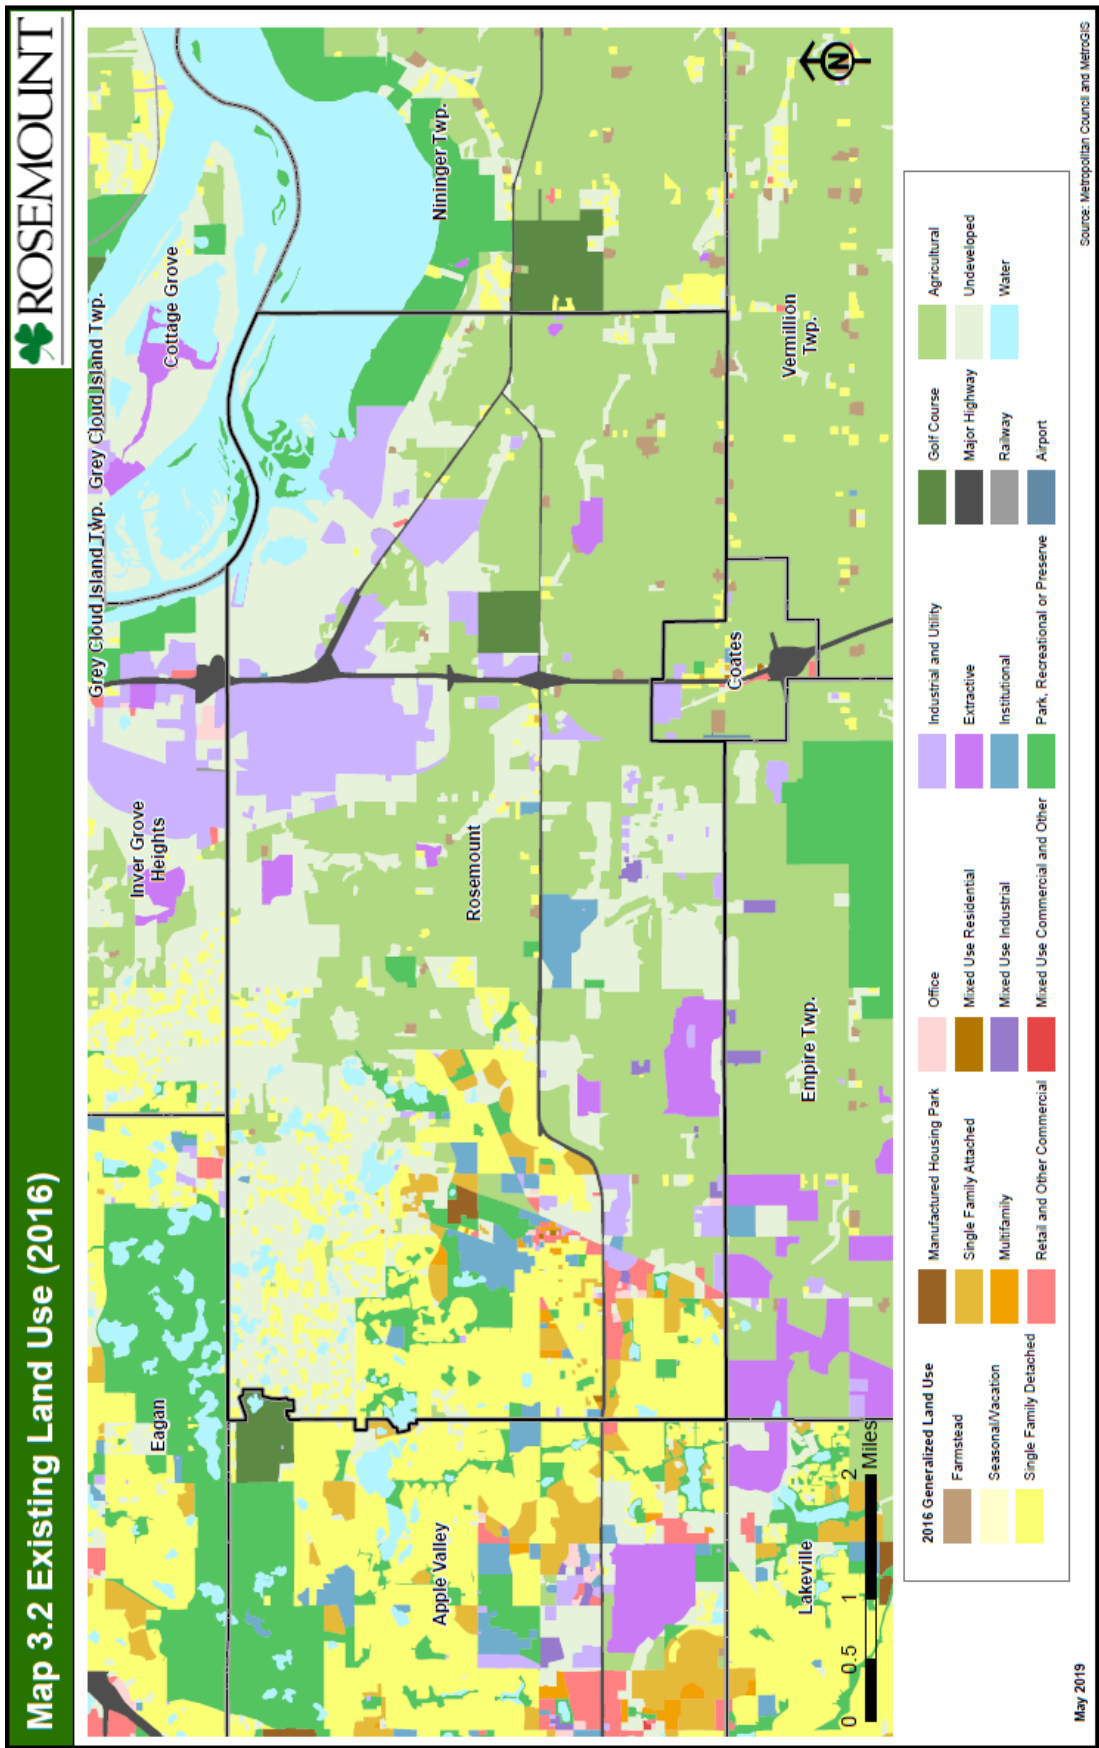 Map 3.2 Existing Land Use (2016)
ROSEMOUNT
Grey Cloud Island Twp.
Grey Cloud Island Twp.
Cottage Grove
Eagan
Inver Grove
Heights
Nininger Twp.
Apple Valley
Rosemount
Coates
Vermillion
Twp.
Lakeville
Empire Twp.
N
0
0.5
1
2
Miles
2016 Generalized Land Use
Farmstead
Seasonal/Vacation
Single Family Detached
Manufactured Housing Park
Single Family Attached
Multifamily
Retail and Other Commercial
Office
Mixed Use Residential
Mixed Use Industrial
Mixed Use Commercial and Other
Industrial and Utility
Extractive
Institutional
Park, Recreational or Preserve
Golf Course
Major Highway
Railway
Airport
Agricultural
Undeveloped
Water
May 2019
Source: Metropolitan Council and MetroGIS